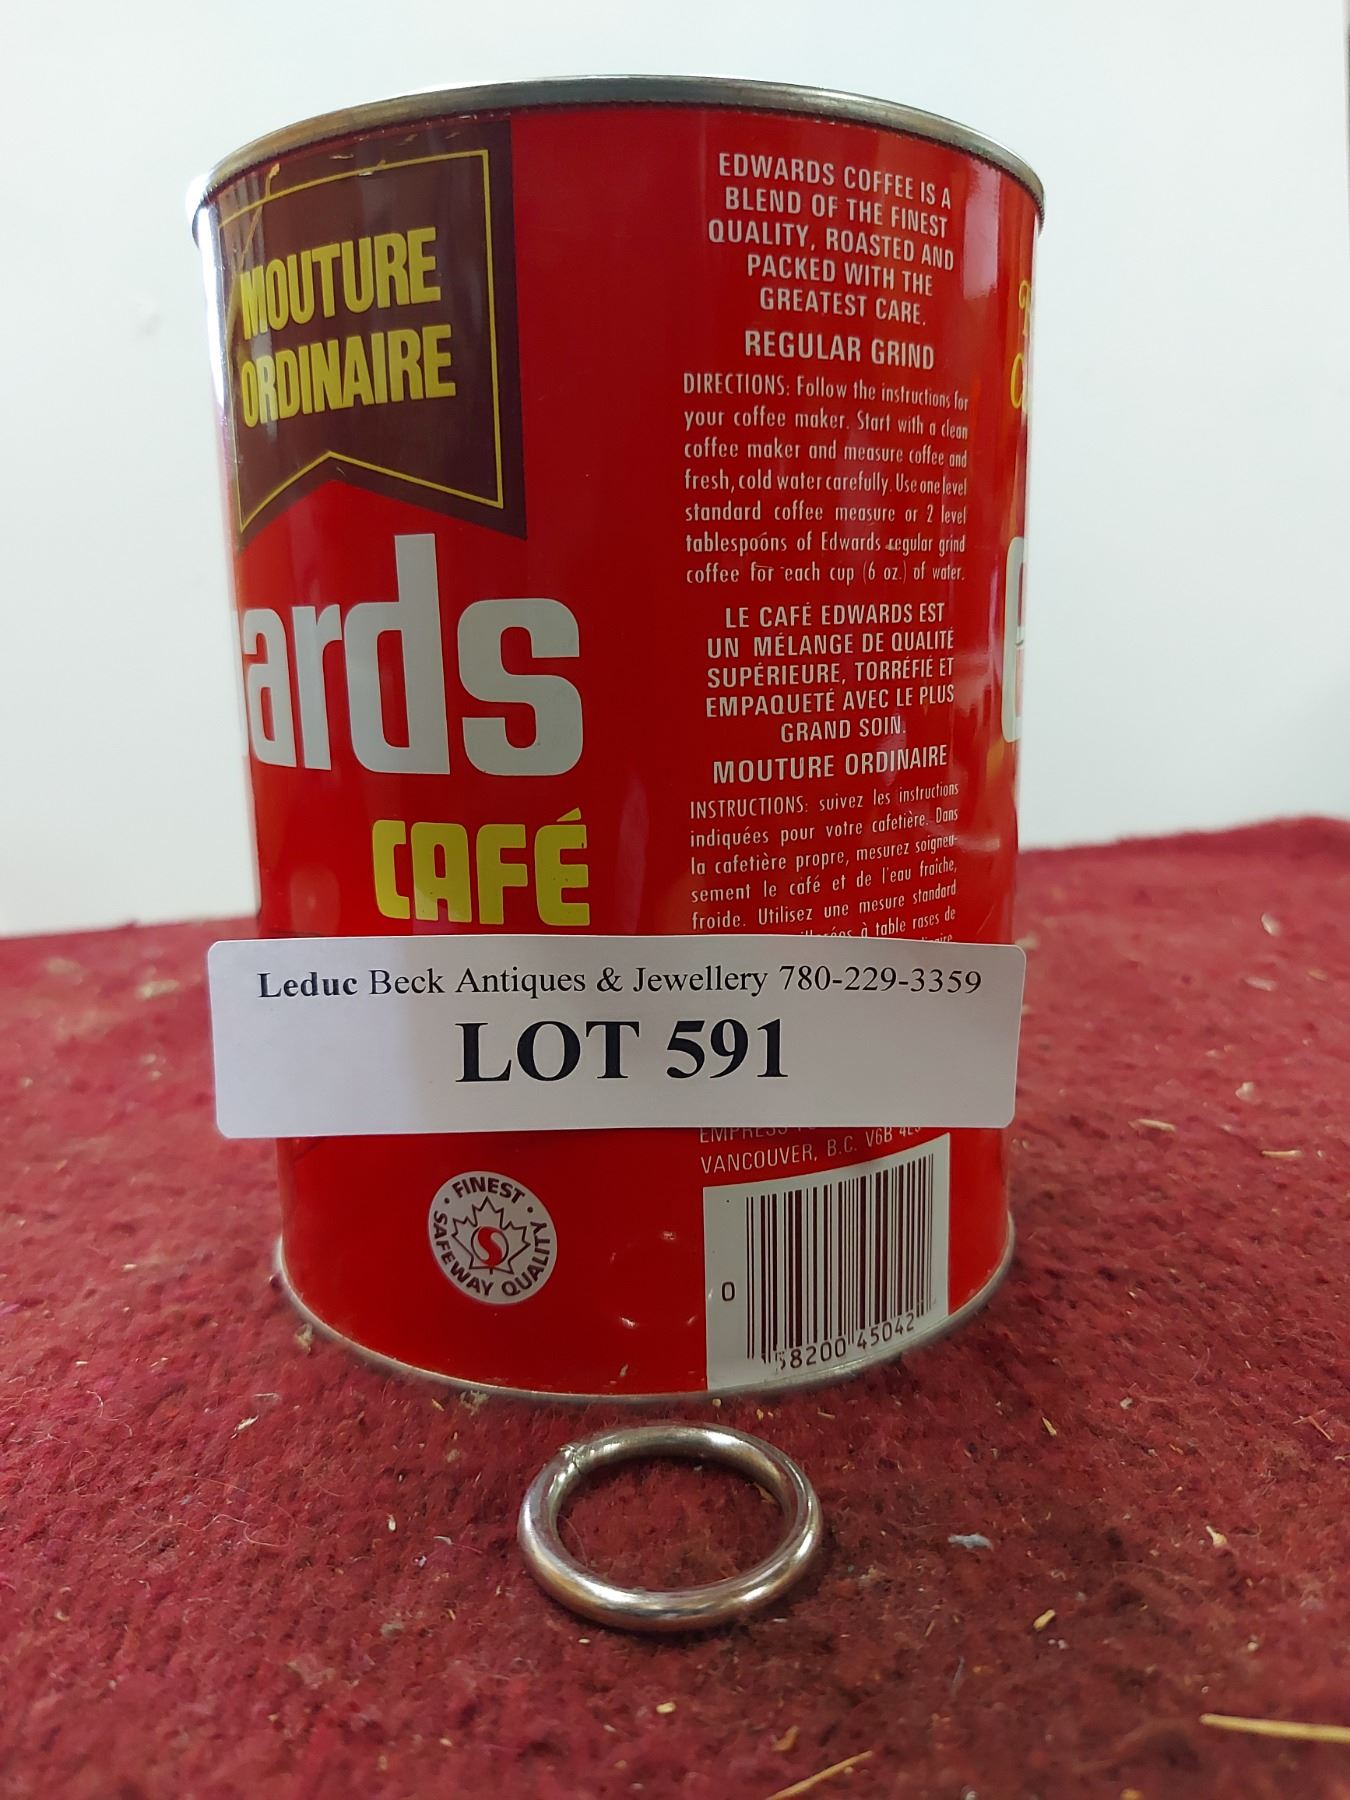 MOUTURE
ORDINAIRE
ards
CAFÉ
EDWARDS COFFEE IS A
BLEND OF THE FINEST
QUALITY, ROASTED AND
PACKED WITH THE
GREATEST CARE.
REGULAR GRIND
DIRECTIONS: Follow the instructions for
your coffee maker. Start with a clean
coffee maker and measure coffee and
fresh, cold water carefully. Use one level
standard coffee measure or 2 level
tablespoons of Edwards regular grind
coffee for each cup (6 oz.) of water.
LE CAFÉ EDWARDS EST
UN MÉLANGE DE QUALITÉ
SUPÉRIEURE, TORRÉFIÉ ET
EMPAQUETÉ AVEC LE PLUS
GRAND SOIN.
MOUTURE ORDINAIRE
INSTRUCTIONS: suivez les instructions
indiquées pour votre cafetière. Dans
la cafetière propre, mesurez soigneu-
sement le café et de l'eau fraîche,
froide. Utilisez une mesure standard
à table rases de
Leduc Beck Antiques & Jewellery 780-229-3359
LOT 591
EMPRESS
VANCOUVER, B.C. V6B
FINEST
SAFEWAY QUALITY
0 58200 45042